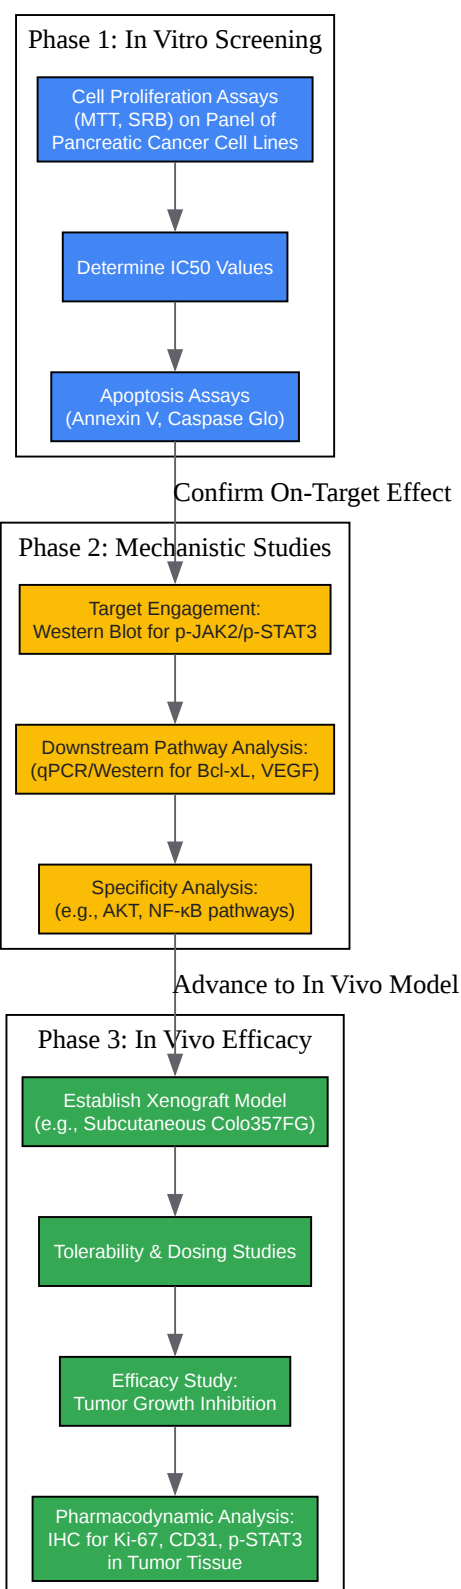 Phase 1: In Vitro Screening
Cell Proliferation Assays
(MTT, SRB) on Panel of
Pancreatic Cancer Cell Lines
Determine IC50 Values
Apoptosis Assays
(Annexin V, Caspase Glo)
Confirm On-Target Effect
Phase 2: Mechanistic Studies
Target Engagement:
Western Blot for p-JAK2/p-STAT3
Downstream Pathway Analysis:
(qPCR/Western for Bcl-xL, VEGF)
Specificity Analysis:
(e.g., AKT, NF-κB pathways)
Advance to In Vivo Model
Phase 3: In Vivo Efficacy
Establish Xenograft Model
(e.g., Subcutaneous Colo357FG)
Tolerability & Dosing Studies
Efficacy Study:
Tumor Growth Inhibition
Pharmacodynamic Analysis:
IHC for Ki-67, CD31, p-STAT3
in Tumor Tissue